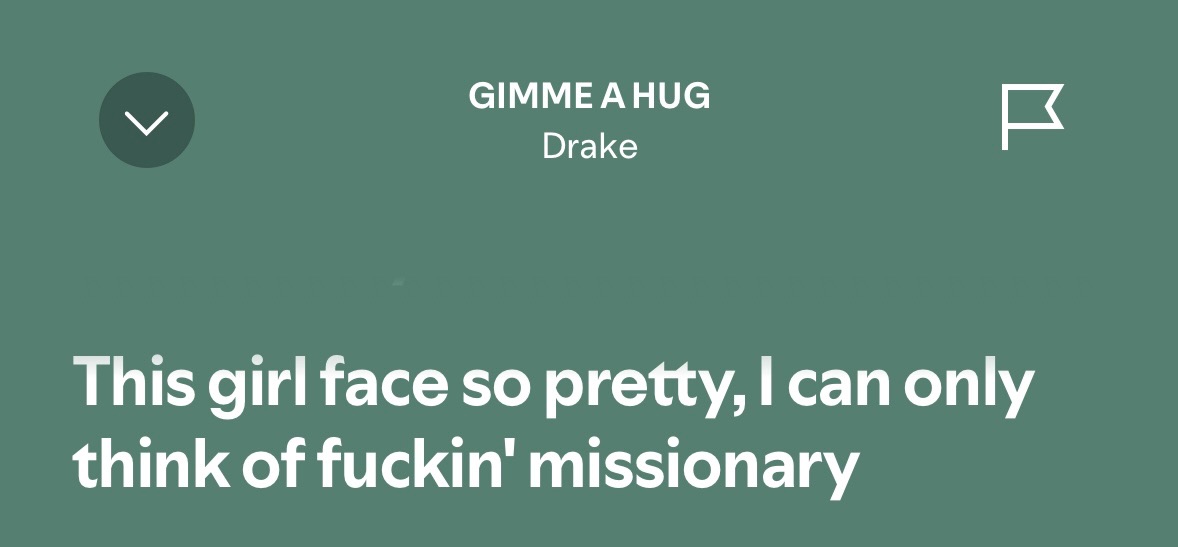 GIMME A HUG
Drake
This girl face so pretty, I can only
think of fuckin' missionary